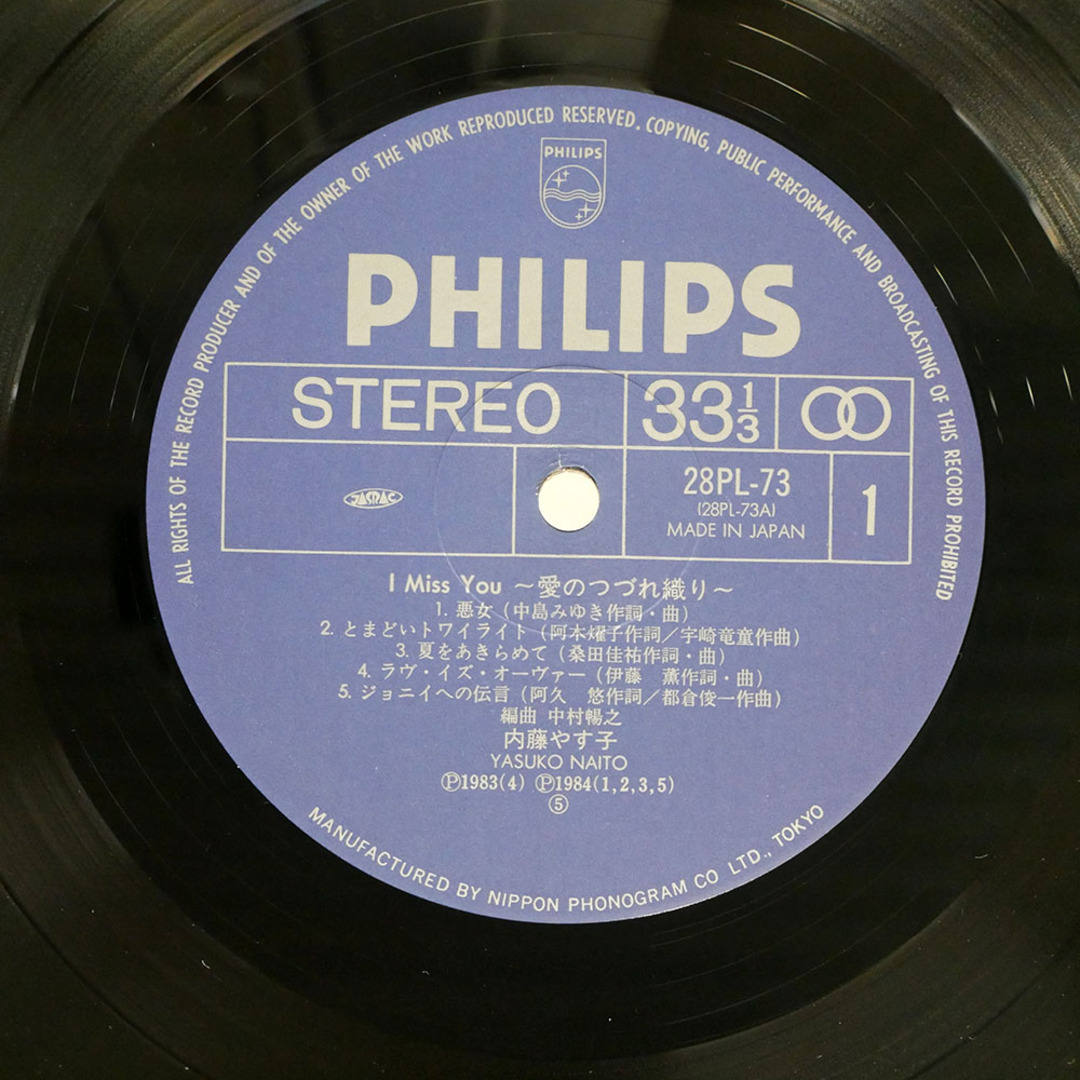 ALL RIGHTS OF THE RECORD PRODUCER AND OF THE OWNER OF THE WORK REPRODUCED RESERVED. COPYING, PUBLIC PERFORMANCE AND BROADCASTING OF THIS RECORD PROHIBITED
PHILIPS
PHILIPS
STEREO 33 1/3
JASRAC
28PL-73
(28PL-73A)
MADE IN JAPAN
1
I Miss You 〜愛のつづれ織り〜
1. 悪女（中島みゆき作詞・曲）
2. とまどいトワイライト（阿木燿子作詞／宇崎竜童作曲）
3. 夏をあきらめて（桑田佳祐作詞・曲）
4. ラヴ・イズ・オーヴァー（伊藤　薫作詞・曲）
5. ジョニイへの伝言（阿久　悠作詞／都倉俊一作曲）
編曲 中村暢之
内藤やす子
YASUKO NAITO
Ⓟ1983(4) Ⓟ1984(1,2,3,5)
⑤
MANUFACTURED BY NIPPON PHONOGRAM CO LTD., TOKYO